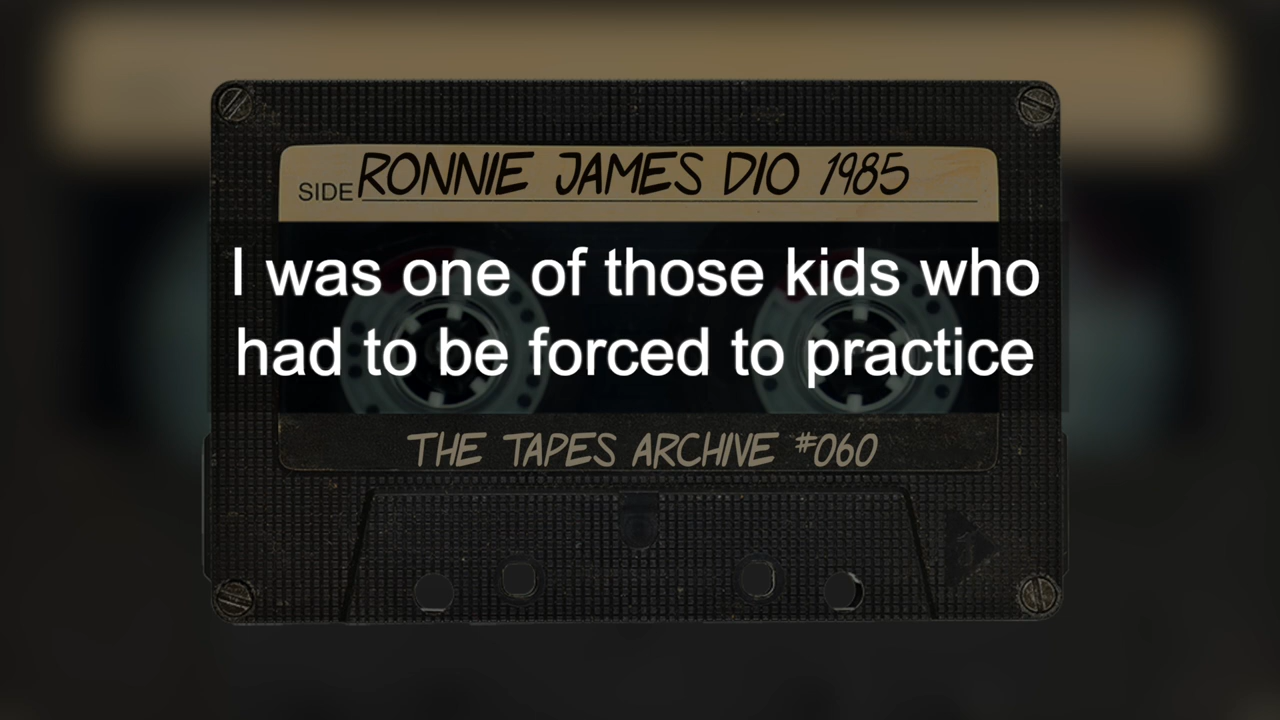 SIDE RONNIE JAMES DIO 1985
I was one of those kids who
had to be forced to practice
THE TAPES ARCHIVE #060